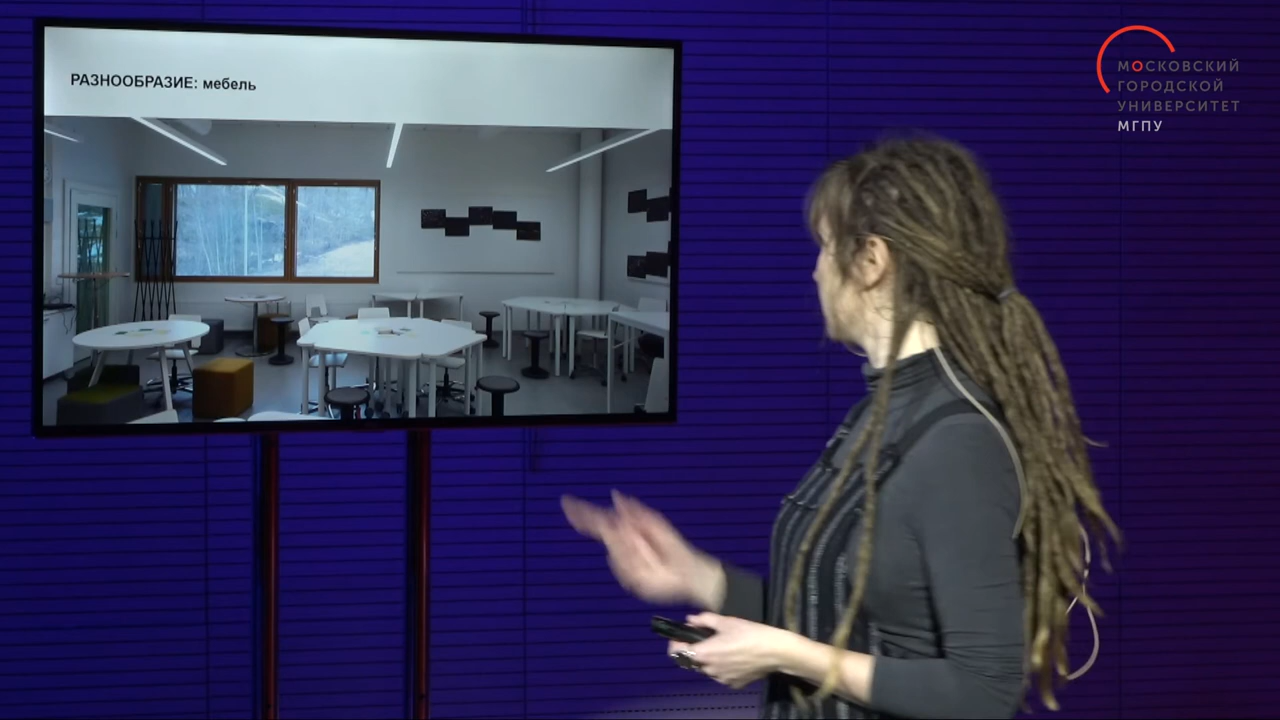 РАЗНООБРАЗИЕ: мебель
МОСКОВСКИЙ
ГОРОДСКОЙ
УНИВЕРСИТЕТ
МГПУ